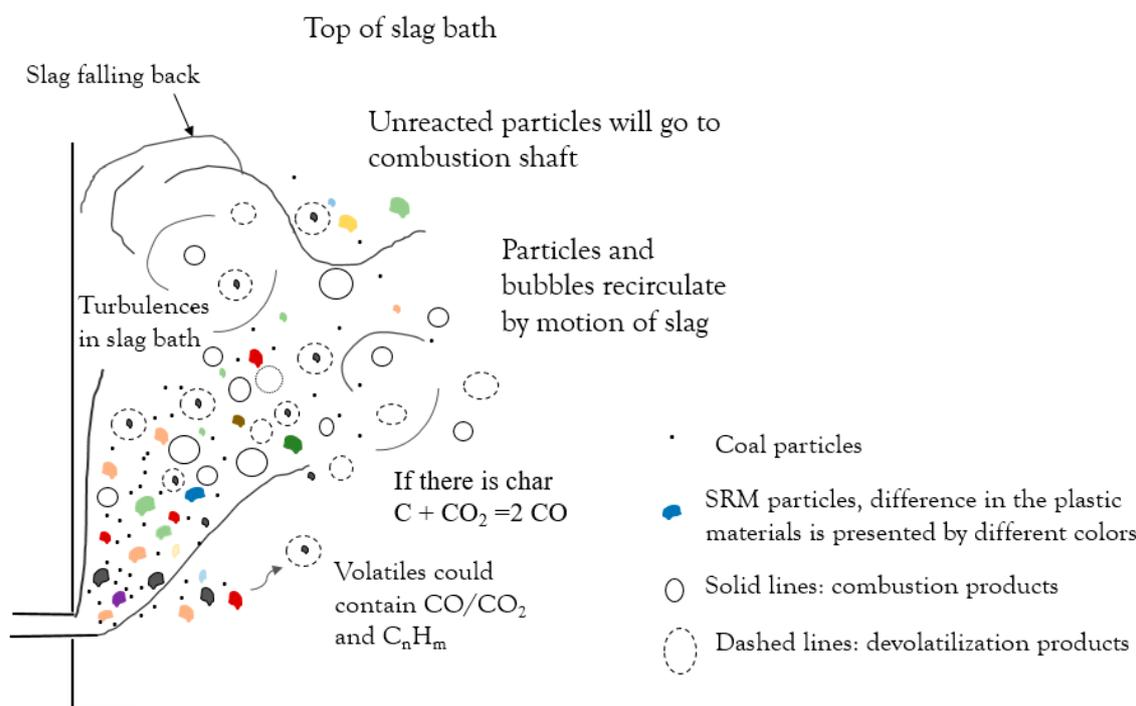 Top of slag bath
Slag falling back
Unreacted particles will go to
combustion shaft
Particles and
bubbles recirculate
by motion of slag
Turbulences
in slag bath
If there is char
C + CO₂ =2 CO
Volatiles could
contain CO/CO₂
and CₙHₘ
Coal particles
SRM particles, difference in the plastic
materials is presented by different colors
Solid lines: combustion products
Dashed lines: devolatilization products